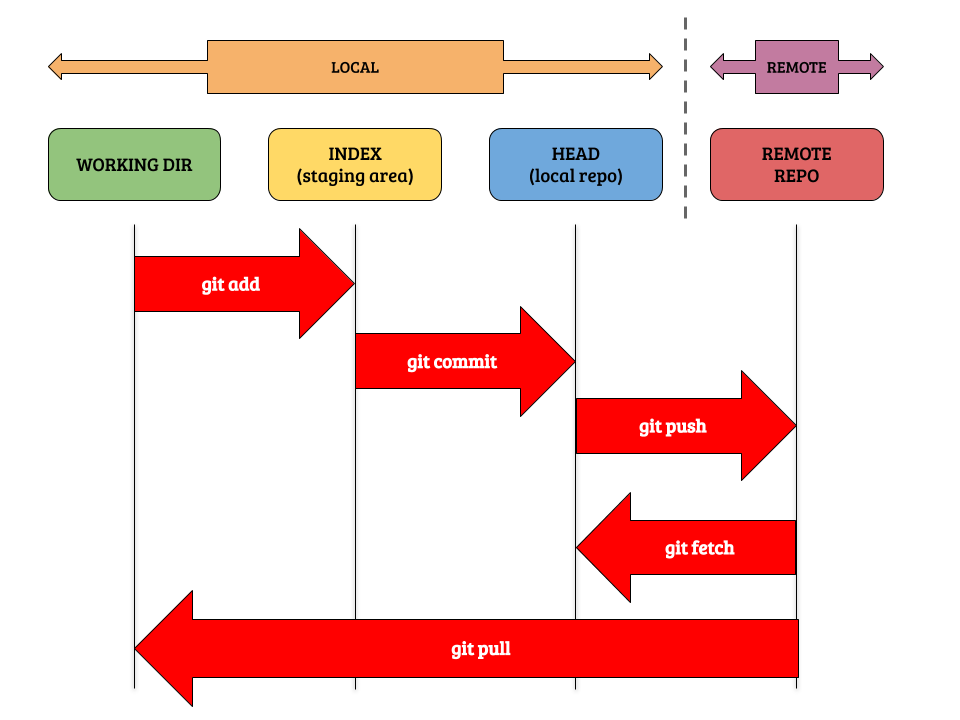 LOCAL
REMOTE
WORKING DIR
INDEX
(staging area)
HEAD
(local repo)
REMOTE
REPO
git add
git commit
git push
git fetch
git pull